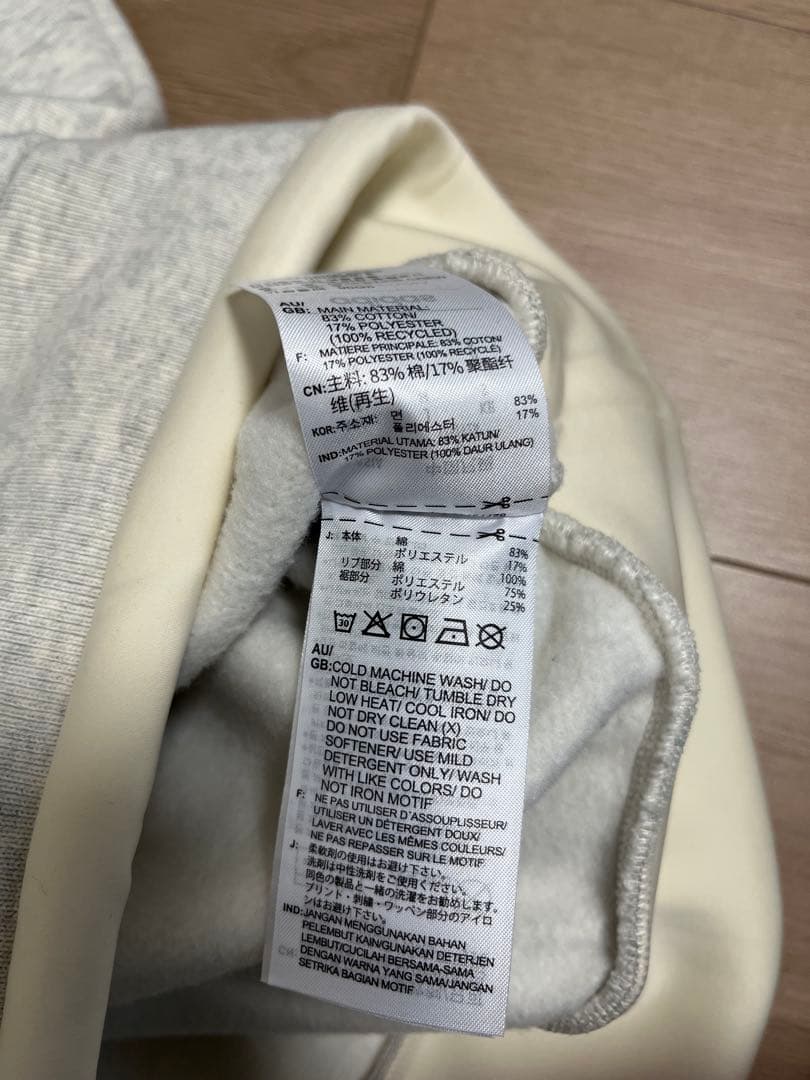 AU/
GB: MAIN MATERIAL:
83% COTTON/
17% POLYESTER
(100% RECYCLED)
F: MATIERE PRINCIPALE: 83% COTON/
17% POLYESTER (100% RECYCLÉ)
CN: 主料: 83% 棉/17% 聚酯纤
维(再生)
KOR: 주소재: 면 83%
폴리에스터 17%
IND: MATERIAL UTAMA: 83% KATUN/
17% POLYESTER (100% DAUR ULANG)
J: 本体 綿 83%
ポリエステル 17%
リブ部分 綿 100%
裾部分 ポリエステル 75%
ポリウレタン 25%
30
AU/
GB: COLD MACHINE WASH/ DO
NOT BLEACH/ TUMBLE DRY
LOW HEAT/ COOL IRON/ DO
NOT DRY CLEAN (X)
DO NOT USE FABRIC
SOFTENER/ USE MILD
DETERGENT ONLY/ WASH
WITH LIKE COLORS/ DO
NOT IRON MOTIF
F: NE PAS UTILISER D'ASSOUPLISEUR/
UTILISER UN DÉTERGENT DOUX/
LAVER AVEC LES MÊMES COULEURS/
NE PAS REPASSER SUR LE MOTIF
J: 柔軟剤の使用はお避け下さい。
洗剤は中性洗剤をご使用ください。
同色の製品と一緒の洗濯をお勧めします。
プリント・刺繍・ワッペン部分のアイロ
ンはお避け下さい。
IND: JANGAN MENGGUNAKAN BAHAN
PELEMBUT KAIN/GUNAKAN DETERJEN
LEMBUT/CUCILAH BERSAMA-SAMA
DENGAN WARNA YANG SAMA/JANGAN
SETRIKA BAGIAN MOTIF